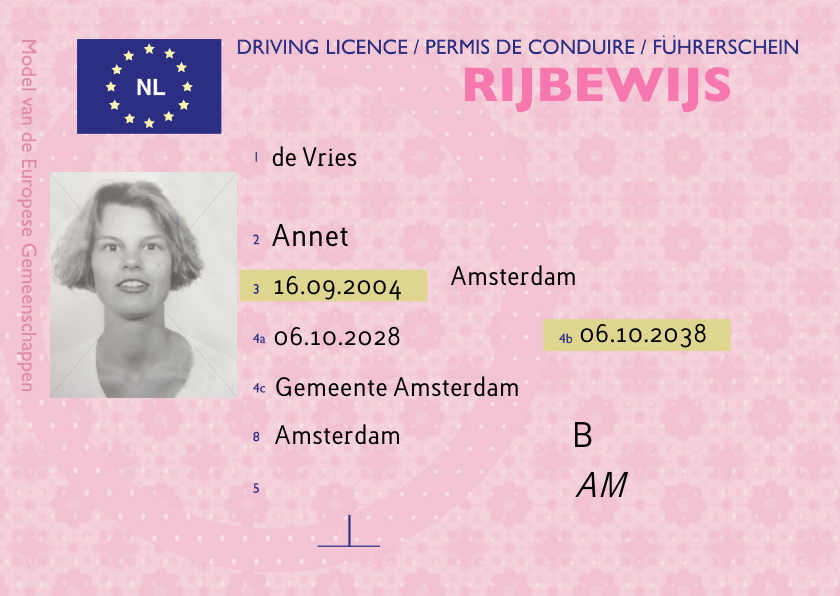 DRIVING LICENCE / PERMIS DE CONDUIRE / FÜHRERSCHEIN
NL
RIJBEWIJS
Model van de Europese Gemeenschappen
1 de Vries
2 Annet
3 16.09.2004 Amsterdam
4a 06.10.2028 4b 06.10.2038
4c Gemeente Amsterdam
8 Amsterdam B
AM
5